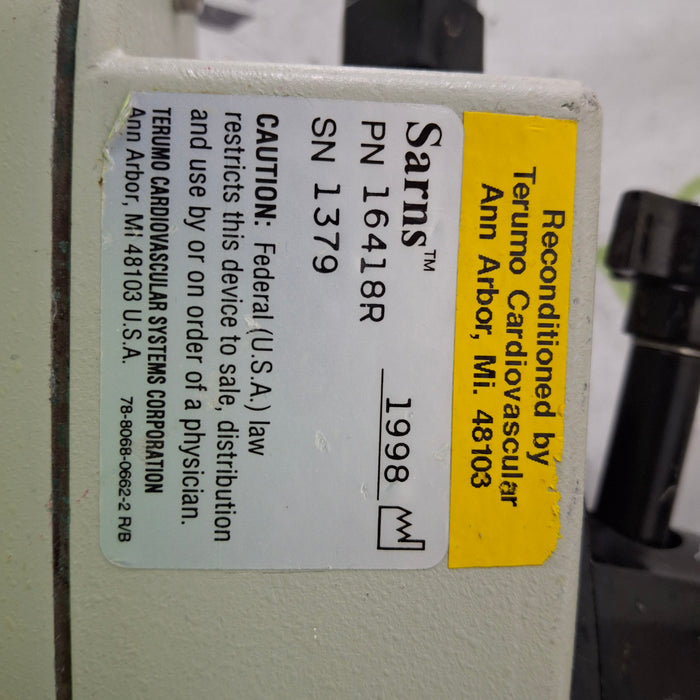 Reconditioned by
Terumo Cardiovascular
Ann Arbor, Mi. 48103
Sarns™
PN 16418R
1998
SN 1379
CAUTION: Federal (U.S.A.) law
restricts this device to sale, distribution
and use by or on order of a physician.
TERUMO CARDIOVASCULAR SYSTEMS CORPORATION
Ann Arbor, MI 48103 U.S.A. 78-8068-0662-2 R/B